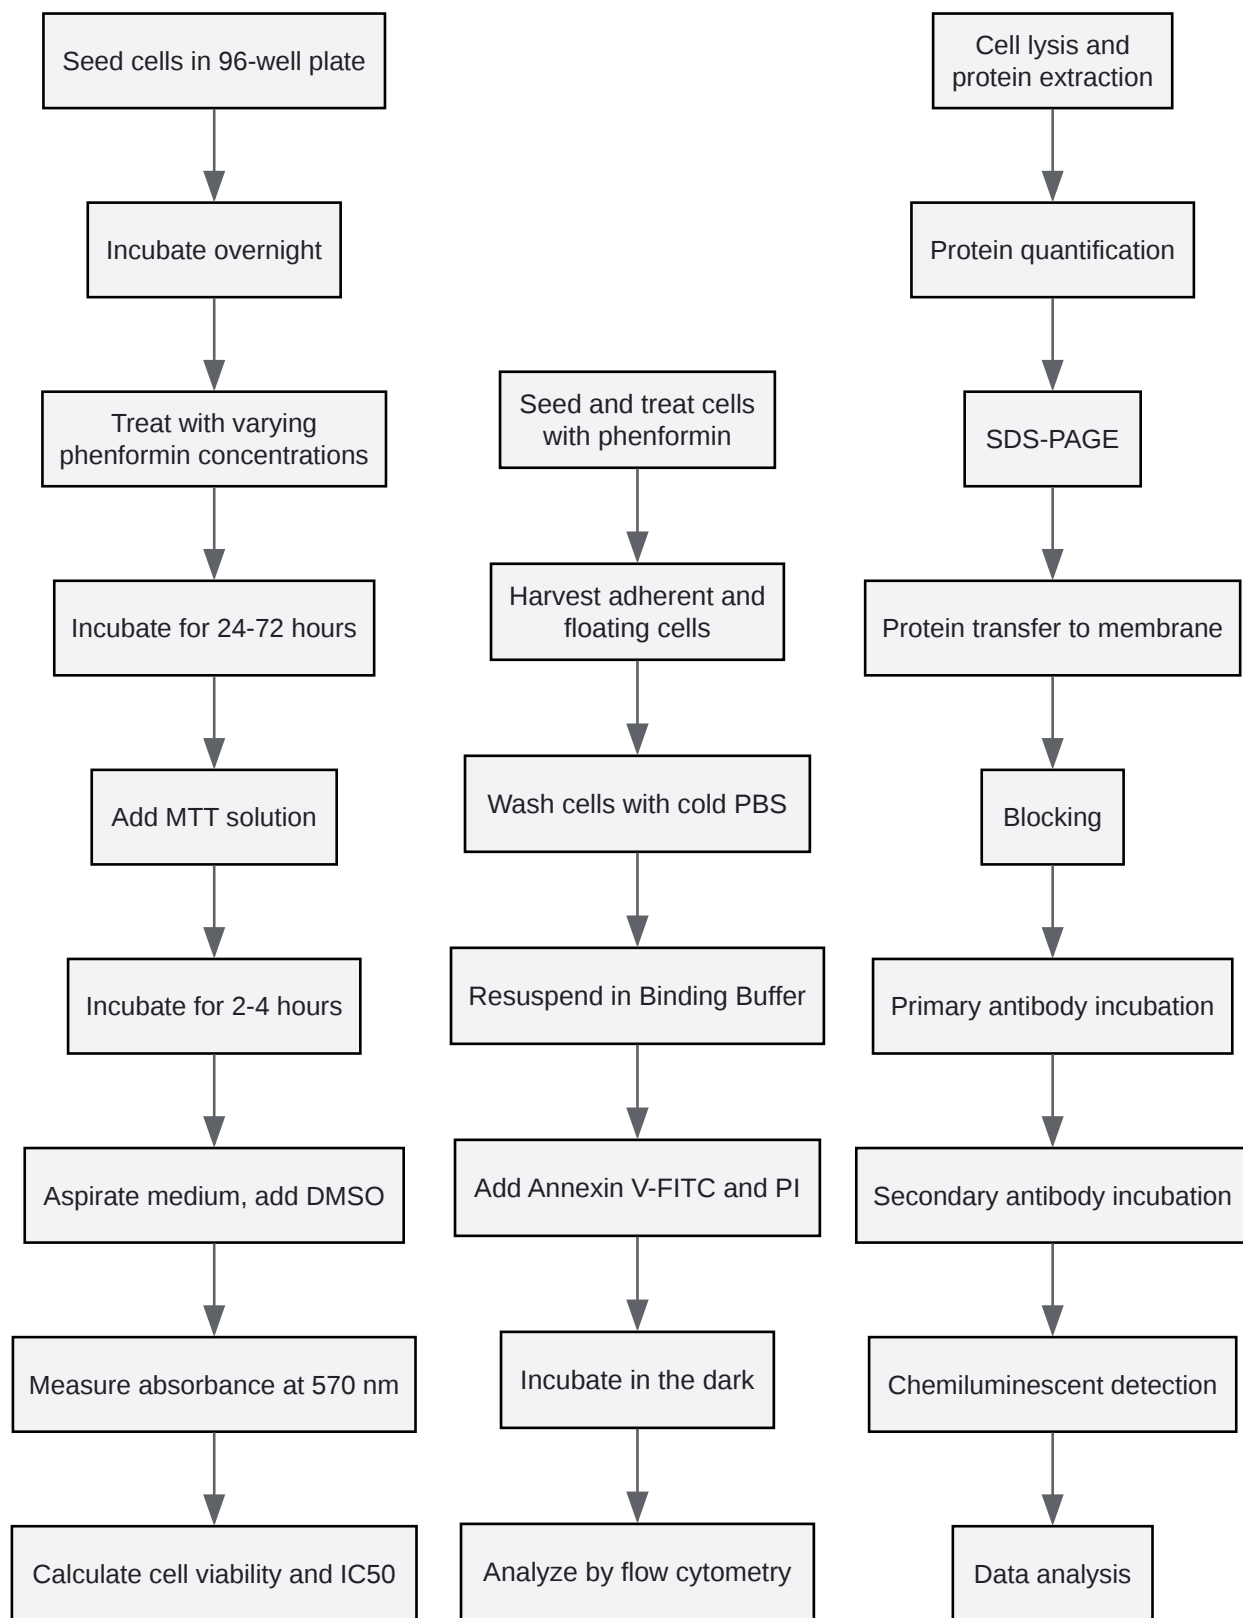 Seed cells in 96-well plate
Incubate overnight
Treat with varying
phenformin concentrations
Incubate for 24-72 hours
Add MTT solution
Incubate for 2-4 hours
Aspirate medium, add DMSO
Measure absorbance at 570 nm
Calculate cell viability and IC50
Seed and treat cells
with phenformin
Harvest adherent and
floating cells
Wash cells with cold PBS
Resuspend in Binding Buffer
Add Annexin V-FITC and PI
Incubate in the dark
Analyze by flow cytometry
Cell lysis and
protein extraction
Protein quantification
SDS-PAGE
Protein transfer to membrane
Blocking
Primary antibody incubation
Secondary antibody incubation
Chemiluminescent detection
Data analysis